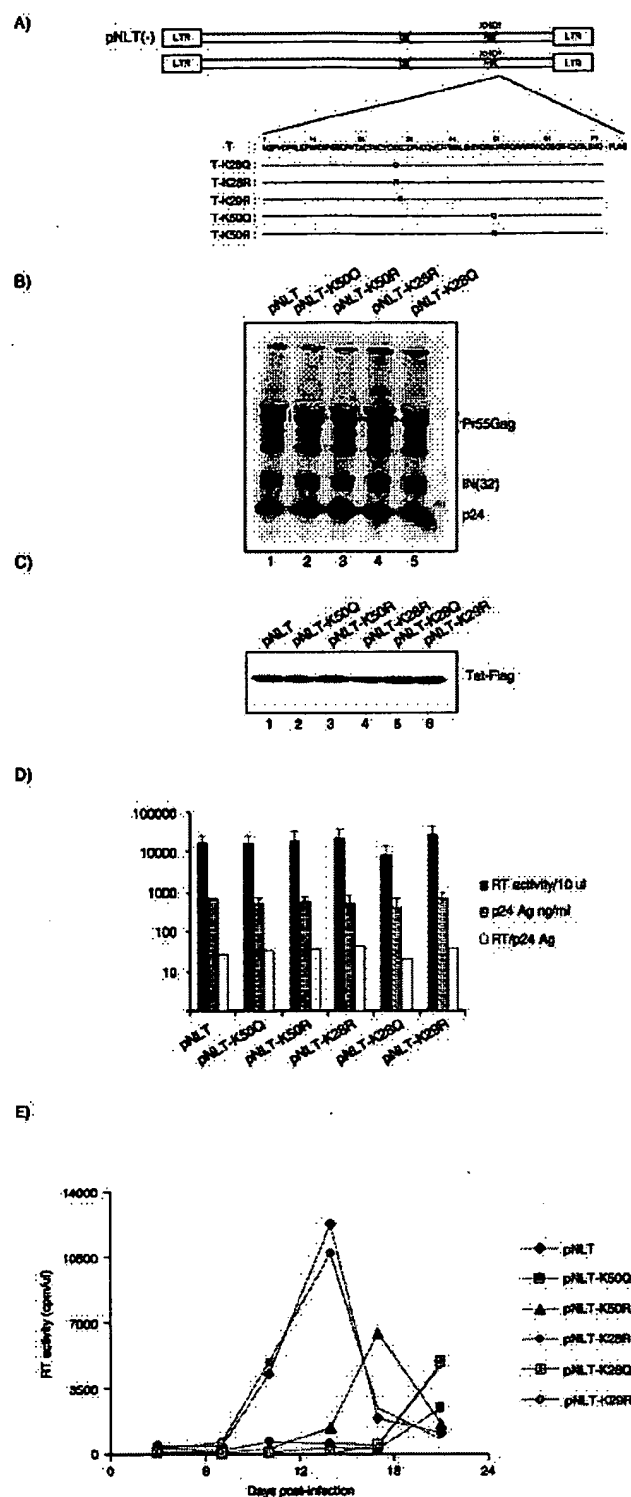 A)
pNLT(-)
LTR
LTR
LTR
LTR
T-K28Q
T-K28R
T-K29R
T-K50Q
T-K50R
B)
pNLT
pNLT-K50Q
pNLT-K50R
pNLT-K28R
pNLT-K28Q
Pr55Gag
IN(32)
p24
1 2 3 4 5
C)
pNLT
pNLT-K50Q
pNLT-K50R
pNLT-K28R
pNLT-K28Q
pNLT-K29R
Tat-Flag
1 2 3 4 5 6
D)
100000
10000
1000
100
10
RT activity/10 ul
p24 Ag ng/ml
RT/p24 Ag
pNLT
pNLT-K50Q
pNLT-K50R
pNLT-K28R
pNLT-K28Q
pNLT-K29R
E)
RT activity (cpm/ul)
14000
10500
7000
3500
0
0 6 12 18 24
Days post-infection
pNLT
pNLT-K50Q
pNLT-K50R
pNLT-K28R
pNLT-K28Q
pNLT-K29R